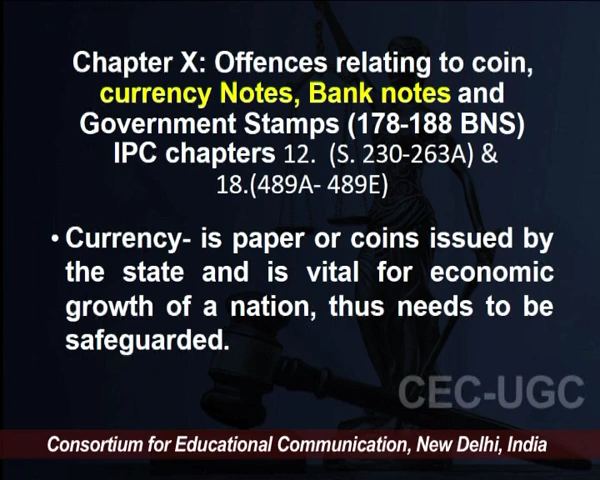 Chapter X: Offences relating to coin,
currency Notes, Bank notes and
Government Stamps (178-188 BNS)
IPC chapters 12. (S. 230-263A) &
18.(489A- 489E)
• Currency- is paper or coins issued by
the state and is vital for economic
growth of a nation, thus needs to be
safeguarded.
CEC-UGC
Consortium for Educational Communication, New Delhi, India